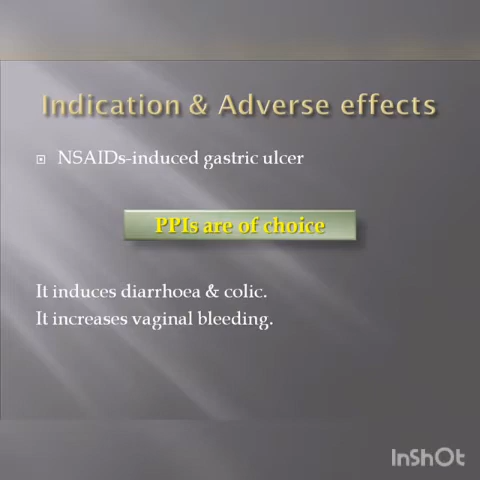 Indication & Adverse effects
NSAIDs-induced gastric ulcer
PPIs are of choice
It induces diarrhoea & colic.
It increases vaginal bleeding.
InShOt